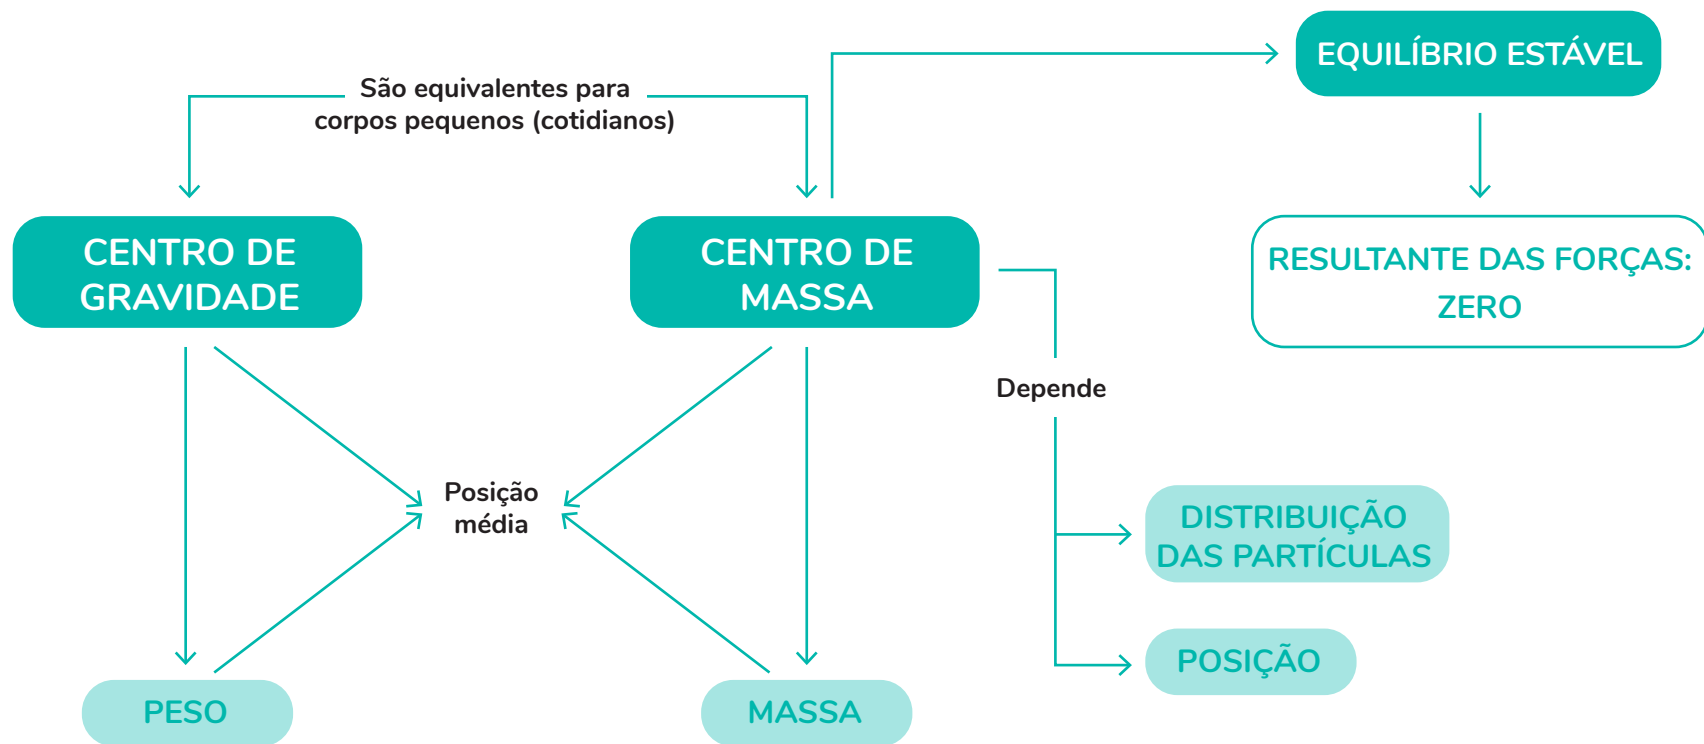 EQUILÍBRIO ESTÁVEL
São equivalentes para
corpos pequenos (cotidianos)
CENTRO DE
GRAVIDADE
CENTRO DE
MASSA
RESULTANTE DAS FORÇAS:
ZERO
Depende
Posição
média
DISTRIBUIÇÃO
DAS PARTÍCULAS
POSIÇÃO
PESO
MASSA